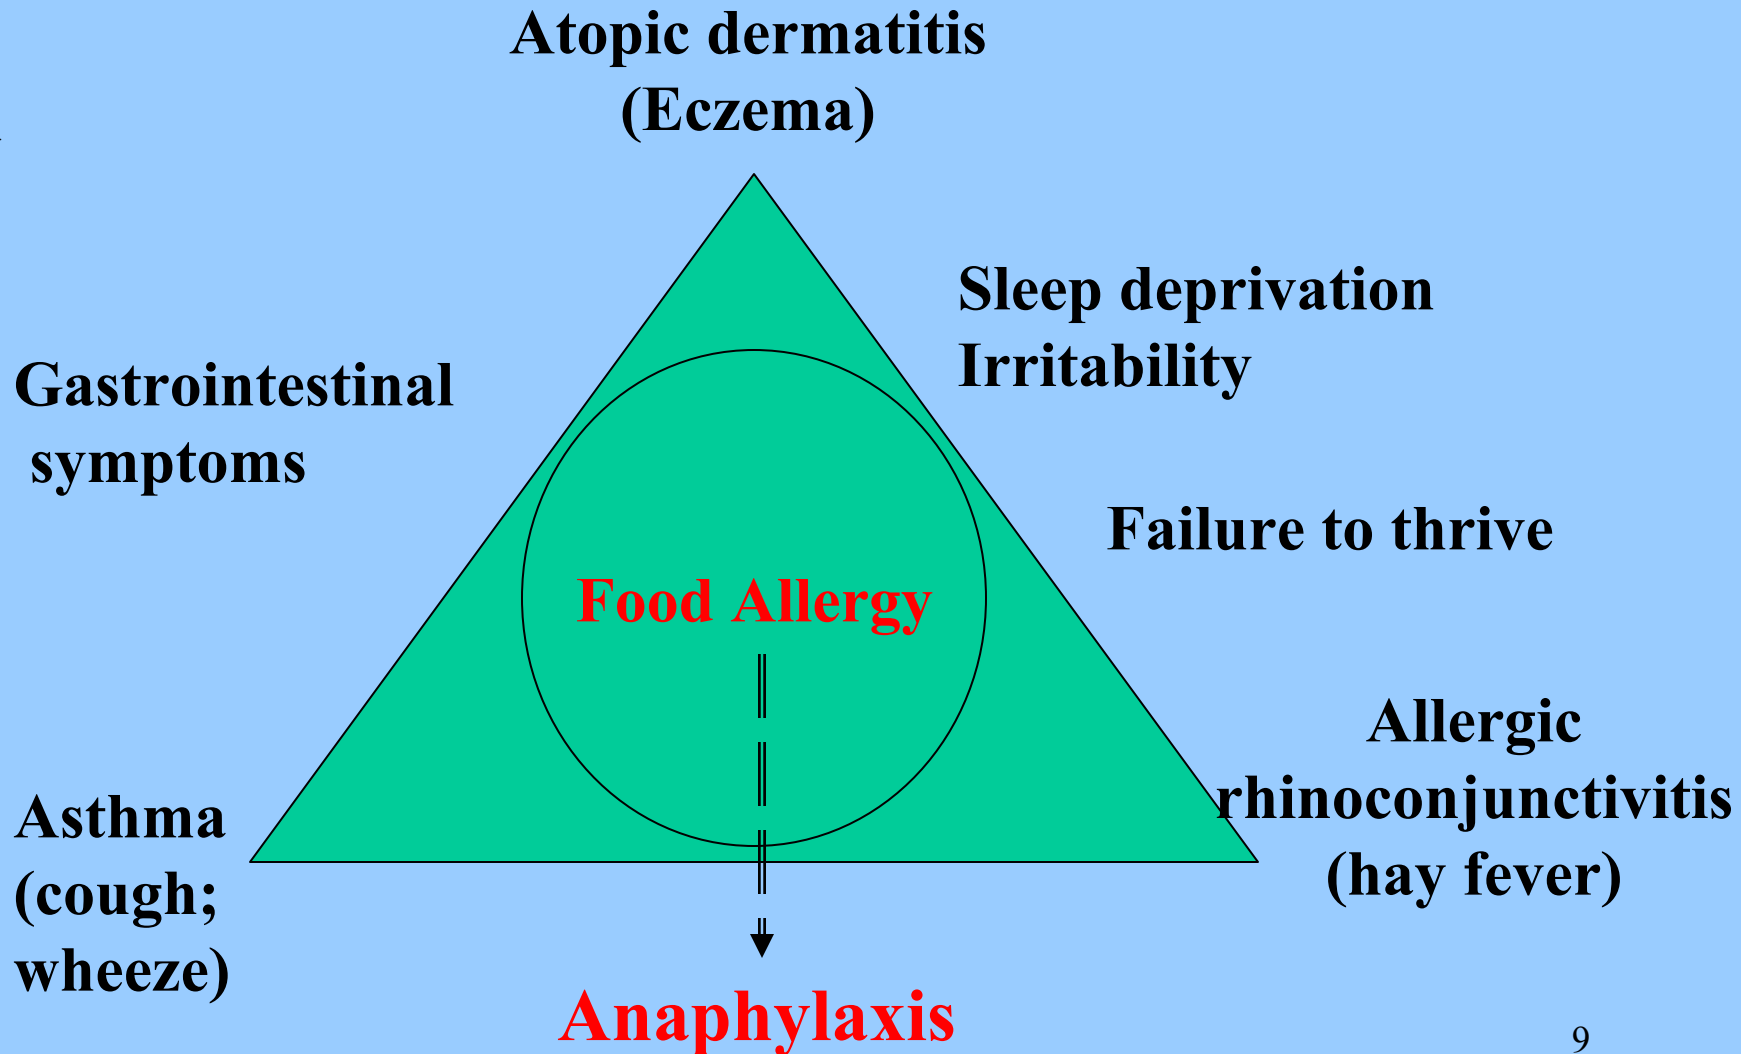 Atopic dermatitis
(Eczema)
Sleep deprivation
Irritability
Gastrointestinal
symptoms
Failure to thrive
Food Allergy
Allergic
rhinoconjunctivitis
(hay fever)
Asthma
(cough;
wheeze)
Anaphylaxis
9